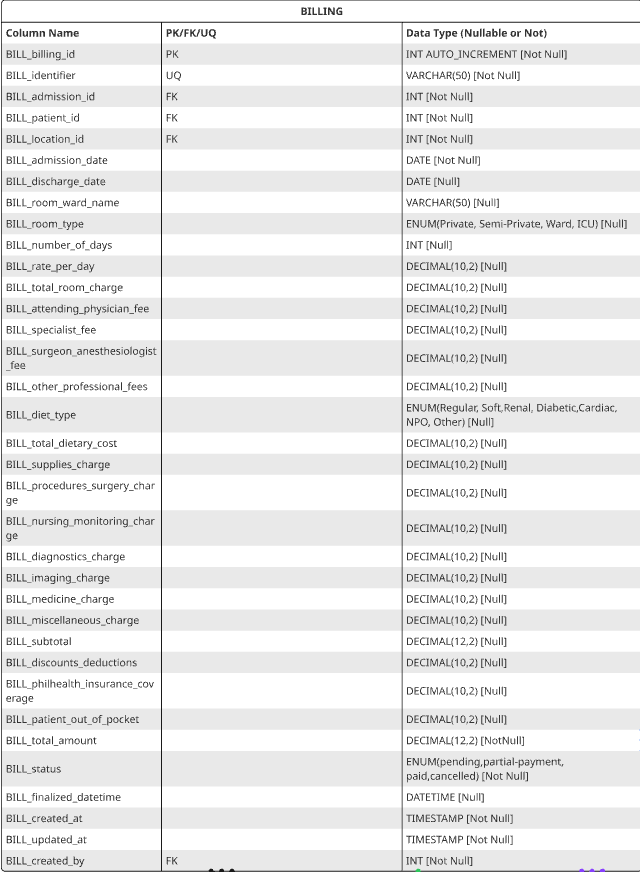 BILLING
Column Name PK/FK/UQ Data Type (Nullable or Not)
BILL_billing_id PK INT AUTO_INCREMENT [Not Null]
BILL_identifier UQ VARCHAR(50) [Not Null]
BILL_admission_id FK INT [Not Null]
BILL_patient_id FK INT [Not Null]
BILL_location_id FK INT [Not Null]
BILL_admission_date DATE [Not Null]
BILL_discharge_date DATE [Null]
BILL_room_ward_name VARCHAR(50) [Null]
BILL_room_type ENUM(Private, Semi-Private, Ward, ICU) [Null]
BILL_number_of_days INT [Null]
BILL_rate_per_day DECIMAL(10,2) [Null]
BILL_total_room_charge DECIMAL(10,2) [Null]
BILL_attending_physician_fee DECIMAL(10,2) [Null]
BILL_specialist_fee DECIMAL(10,2) [Null]
BILL_surgeon_anesthesiologist
_fee DECIMAL(10,2) [Null]
BILL_other_professional_fees DECIMAL(10,2) [Null]
BILL_diet_type ENUM(Regular, Soft,Renal, Diabetic,Cardiac,
NPO, Other) [Null]
BILL_total_dietary_cost DECIMAL(10,2) [Null]
BILL_supplies_charge DECIMAL(10,2) [Null]
BILL_procedures_surgery_char
ge DECIMAL(10,2) [Null]
BILL_nursing_monitoring_char
ge DECIMAL(10,2) [Null]
BILL_diagnostics_charge DECIMAL(10,2) [Null]
BILL_imaging_charge DECIMAL(10,2) [Null]
BILL_medicine_charge DECIMAL(10,2) [Null]
BILL_miscellaneous_charge DECIMAL(10,2) [Null]
BILL_subtotal DECIMAL(12,2) [Null]
BILL_discounts_deductions DECIMAL(10,2) [Null]
BILL_philhealth_insurance_cov
erage DECIMAL(10,2) [Null]
BILL_patient_out_of_pocket DECIMAL(10,2) [Null]
BILL_total_amount DECIMAL(12,2) [NotNull]
BILL_status ENUM(pending,partial-payment,
paid,cancelled) [Not Null]
BILL_finalized_datetime DATETIME [Null]
BILL_created_at TIMESTAMP [Not Null]
BILL_updated_at TIMESTAMP [Not Null]
BILL_created_by FK INT [Not Null]